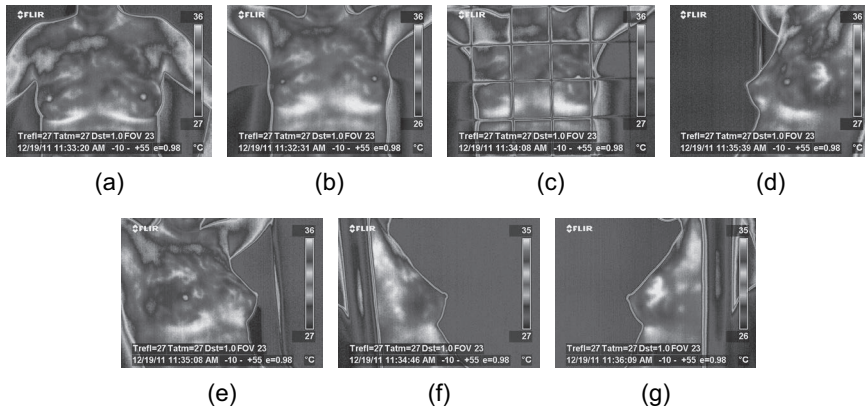 FLIR
36
27
Trefl=27 Tatm=27 Dst=1.0 FOV 23
12/19/11 11:33:20 AM -10 - +55 e=0.98 °C
(a)
FLIR
36
26
Trefl=27 Tatm=27 Dst=1.0 FOV 23
12/19/11 11:32:31 AM -10 - +55 e=0.98 °C
(b)
FLIR
36
27
Trefl=27 Tatm=27 Dst=1.0 FOV 23
12/19/11 11:34:08 AM -10 - +55 e=0.98 °C
(c)
FLIR
36
27
Trefl=27 Tatm=27 Dst=1.0 FOV 23
12/19/11 11:35:39 AM -10 - +55 e=0.98 °C
(d)
FLIR
36
27
Trefl=27 Tatm=27 Dst=1.0 FOV 23
12/19/11 11:35:08 AM -10 - +55 e=0.98 °C
(e)
FLIR
35
27
Trefl=27 Tatm=27 Dst=1.0 FOV 23
12/19/11 11:34:46 AM -10 - +55 e=0.98 °C
(f)
FLIR
35
26
Trefl=27 Tatm=27 Dst=1.0 FOV 23
12/19/11 11:36:09 AM -10 - +55 e=0.98 °C
(g)